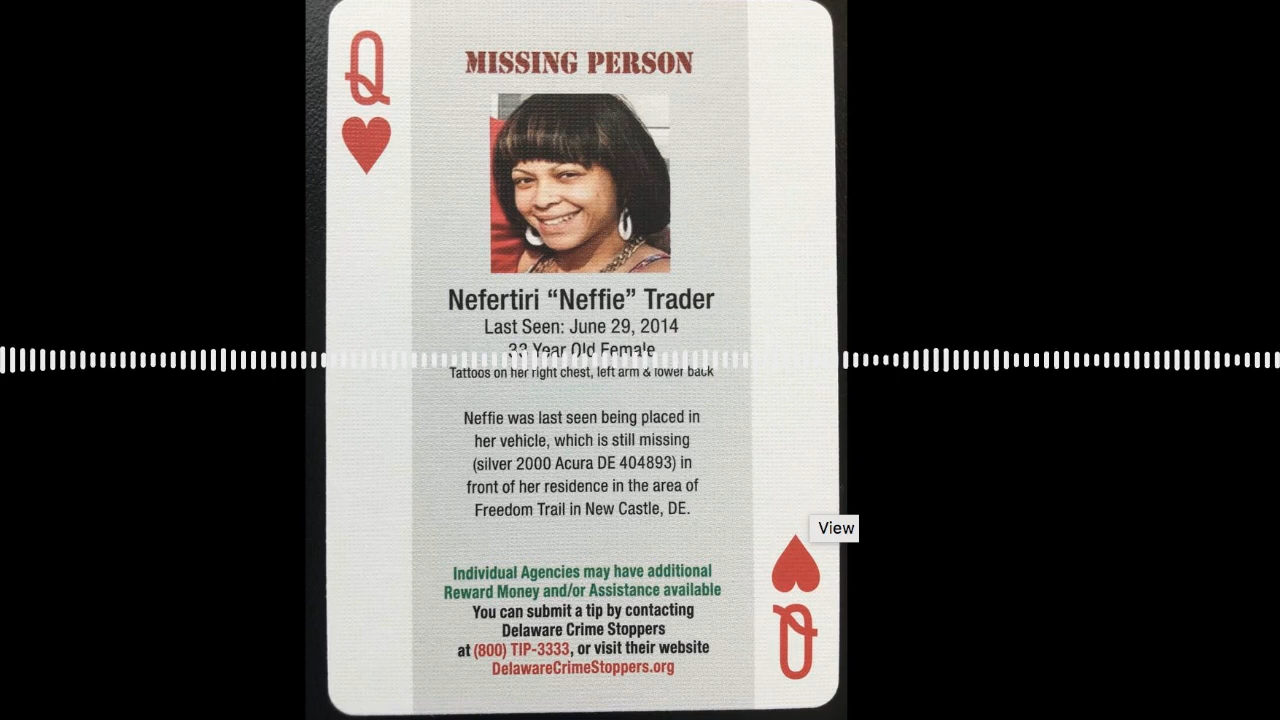 Q
MISSING PERSON
Nefertiri “Neffie” Trader
Last Seen: June 29, 2014
33 Year Old Female
Tattoos on her right chest, left arm & lower back
Neffie was last seen being placed in
her vehicle, which is still missing
(silver 2000 Acura DE 404893) in
front of her residence in the area of
Freedom Trail in New Castle, DE.
View
Individual Agencies may have additional
Reward Money and/or Assistance available
You can submit a tip by contacting
Delaware Crime Stoppers
at (800) TIP-3333, or visit their website
DelawareCrimeStoppers.org
Q